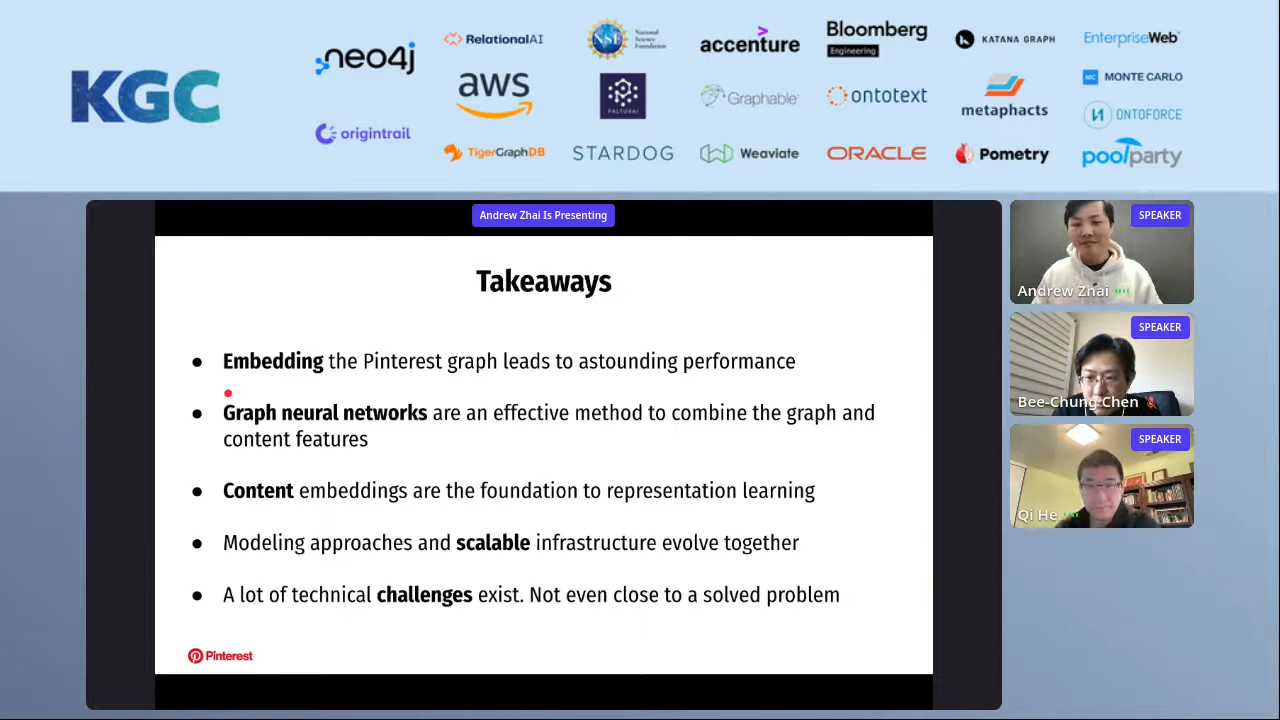 KGC
neo4j
origintrail
RelationalAI
aws
TigerGraphDB
NSF
National
Science
Foundation
STARDOG
accenture
Graphable
Weaviate
Bloomberg
Engineering
ontotext
ORACLE
KATANA GRAPH
metaphacts
Pometry
EnterpriseWeb
MC MONTE CARLO
ONTOFORCE
poolparty
Andrew Zhai Is Presenting
Takeaways
● Embedding the Pinterest graph leads to astounding performance
● Graph neural networks are an effective method to combine the graph and
content features
● Content embeddings are the foundation to representation learning
● Modeling approaches and scalable infrastructure evolve together
● A lot of technical challenges exist. Not even close to a solved problem
Pinterest
SPEAKER
Andrew Zhai
SPEAKER
Bee-Chung Chen
SPEAKER
Qi He